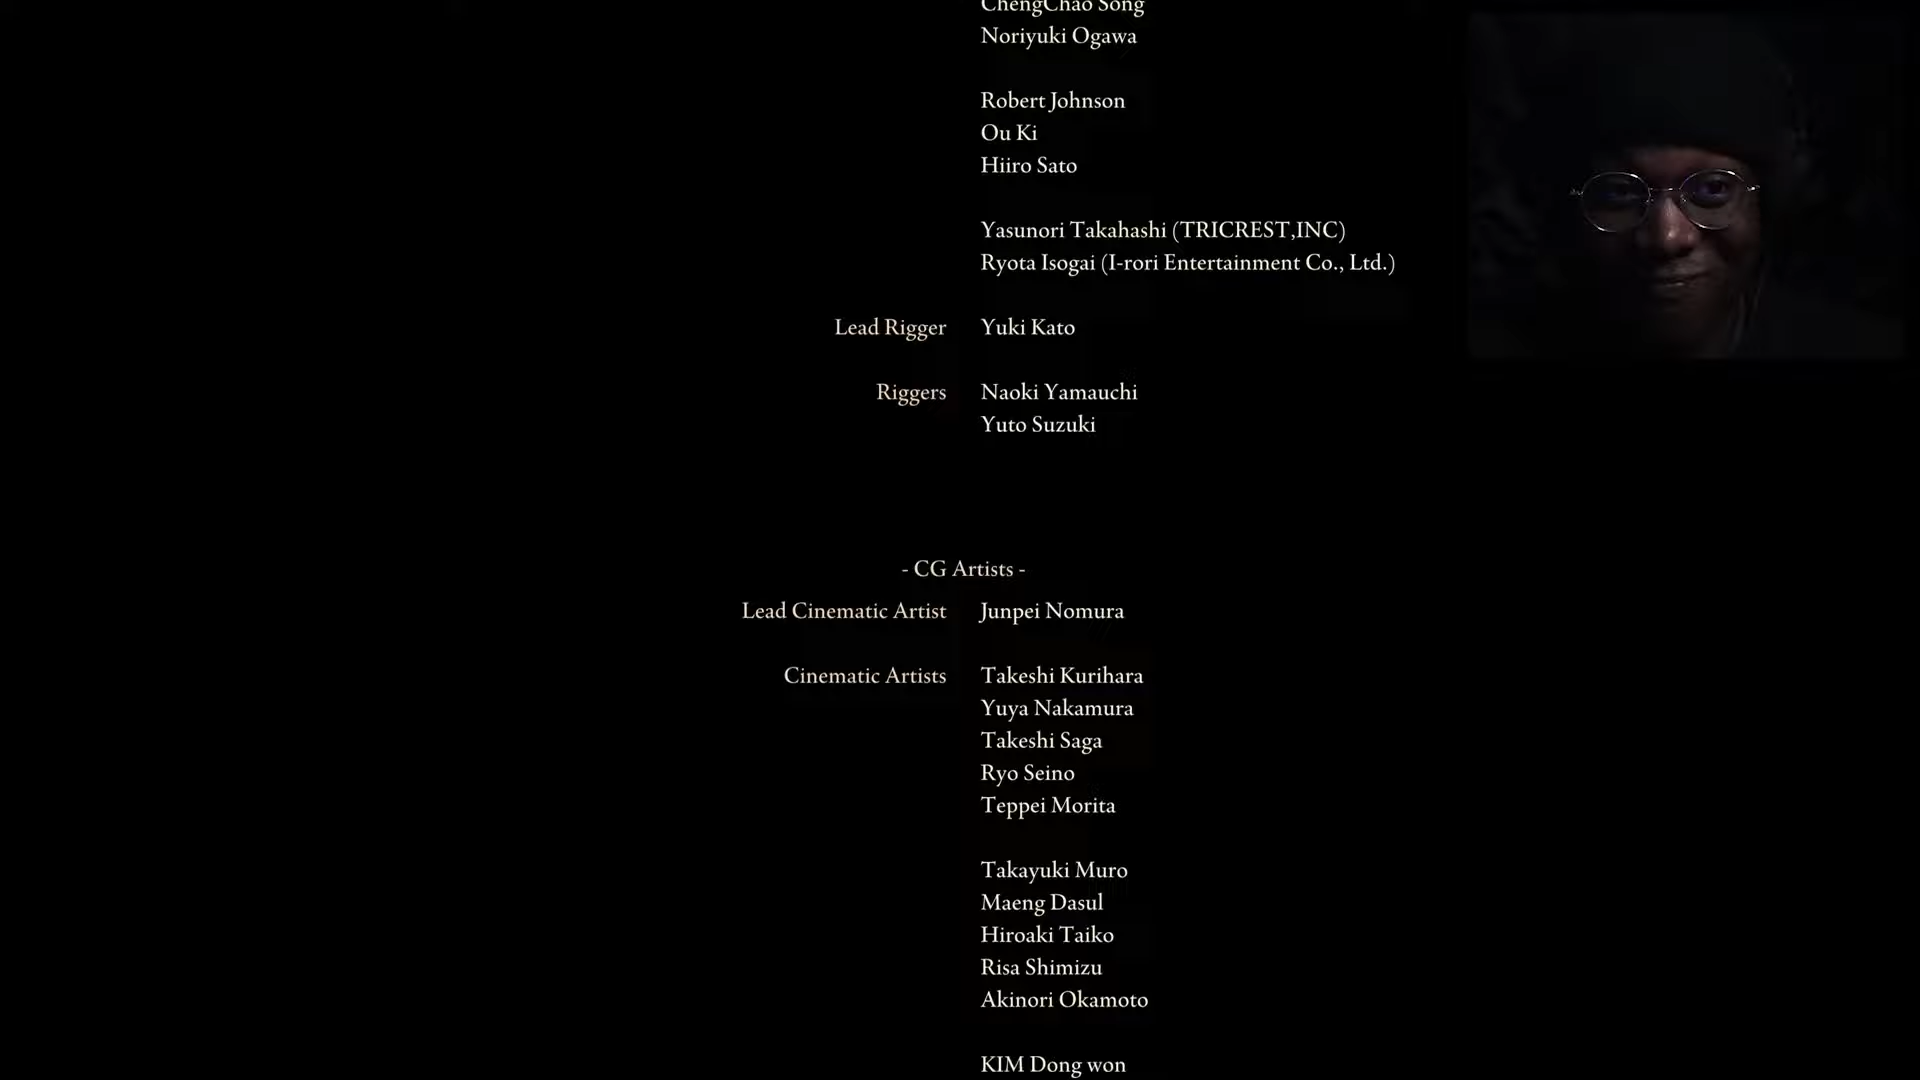 ChengChao Song
Noriyuki Ogawa
Robert Johnson
Ou Ki
Hiiro Sato
Yasunori Takahashi (TRICREST,INC)
Ryota Isogai (I-rori Entertainment Co., Ltd.)
Lead Rigger Yuki Kato
Riggers Naoki Yamauchi
Yuto Suzuki
- CG Artists -
Lead Cinematic Artist Junpei Nomura
Cinematic Artists Takeshi Kurihara
Yuya Nakamura
Takeshi Saga
Ryo Seino
Teppei Morita
Takayuki Muro
Maeng Dasul
Hiroaki Taiko
Risa Shimizu
Akinori Okamoto
KIM Dong won